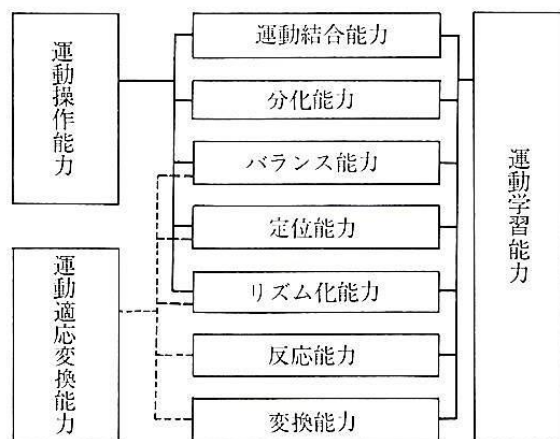 運動操作能力
運動適応変換能力
運動結合能力
分化能力
バランス能力
定位能力
リズム化能力
反応能力
変換能力
運動学習能力